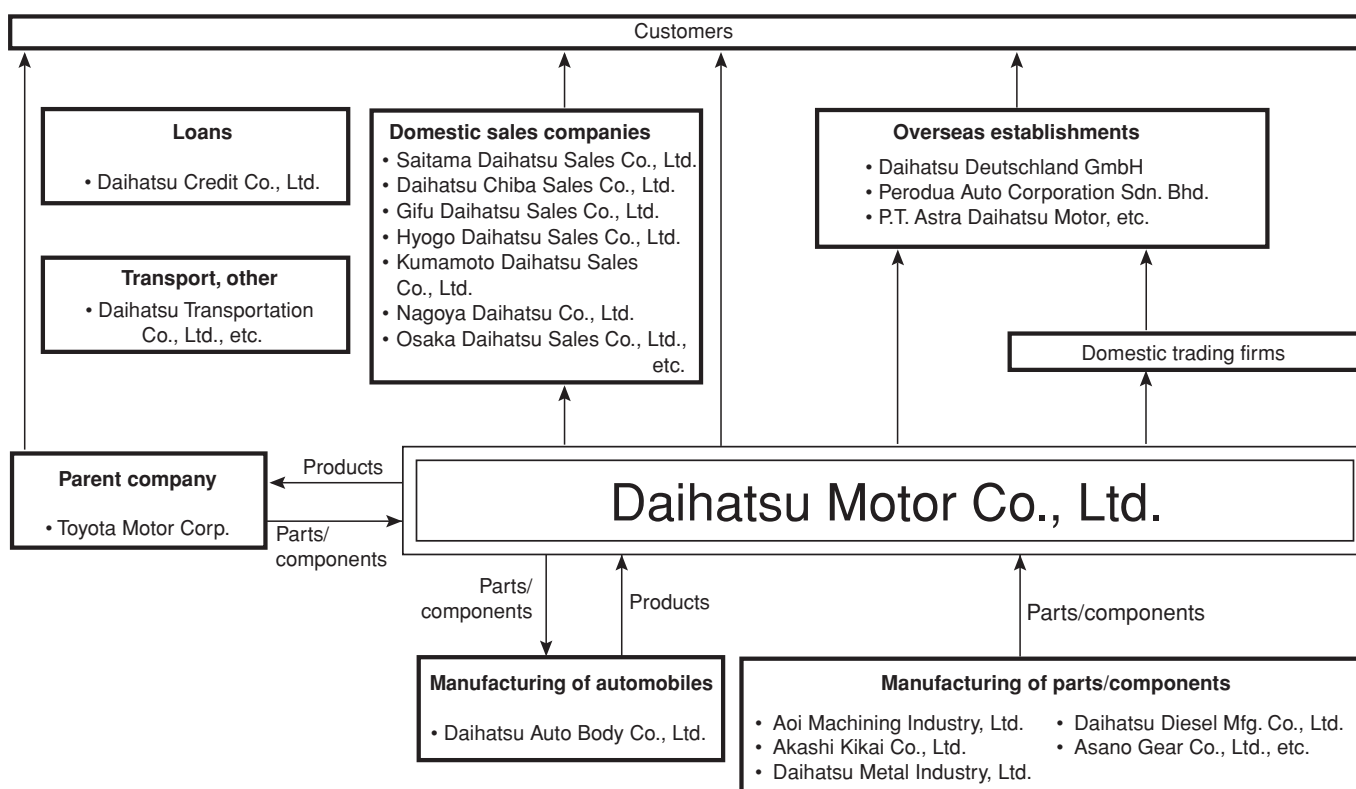 Customers
Loans
• Daihatsu Credit Co., Ltd.
Transport, other
• Daihatsu Transportation
Co., Ltd., etc.
Domestic sales companies
• Saitama Daihatsu Sales Co., Ltd.
• Daihatsu Chiba Sales Co., Ltd.
• Gifu Daihatsu Sales Co., Ltd.
• Hyogo Daihatsu Sales Co., Ltd.
• Kumamoto Daihatsu Sales
Co., Ltd.
• Nagoya Daihatsu Co., Ltd.
• Osaka Daihatsu Sales Co., Ltd.,
etc.
Overseas establishments
• Daihatsu Deutschland GmbH
• Perodua Auto Corporation Sdn. Bhd.
• P.T. Astra Daihatsu Motor, etc.
Domestic trading firms
Parent company
• Toyota Motor Corp.
Products
Parts/
components
Daihatsu Motor Co., Ltd.
Parts/
components
Products
Parts/components
Manufacturing of automobiles
• Daihatsu Auto Body Co., Ltd.
Manufacturing of parts/components
• Aoi Machining Industry, Ltd.
• Akashi Kikai Co., Ltd.
• Daihatsu Metal Industry, Ltd.
• Daihatsu Diesel Mfg. Co., Ltd.
• Asano Gear Co., Ltd., etc.